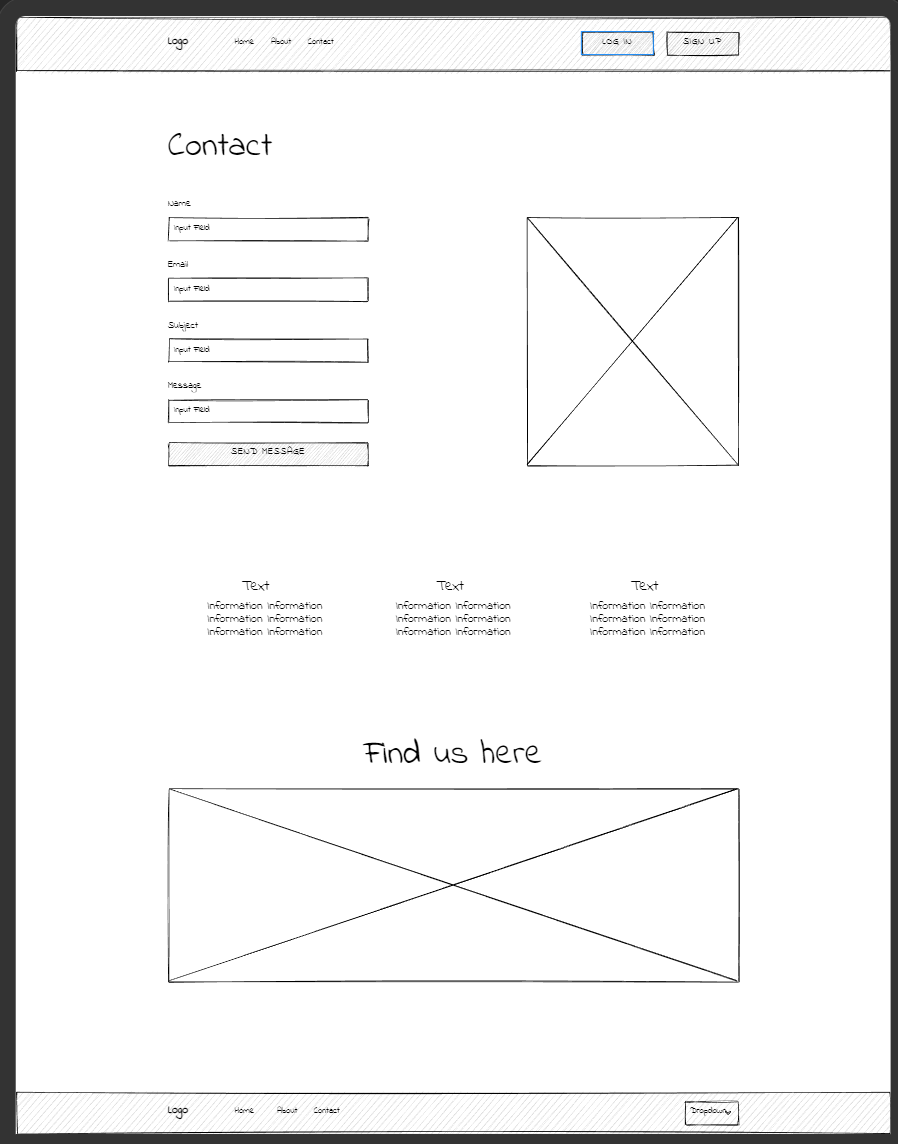 Logo Home About Contact LOG IN SIGN UP
Contact
Name
Input Field
Email
Input Field
Subject
Input Field
Message
Input Field
SEND MESSAGE
Text
Information Information
Information Information
Information Information
Text
Information Information
Information Information
Information Information
Text
Information Information
Information Information
Information Information
Find us here
Logo Home About Contact Dropdown